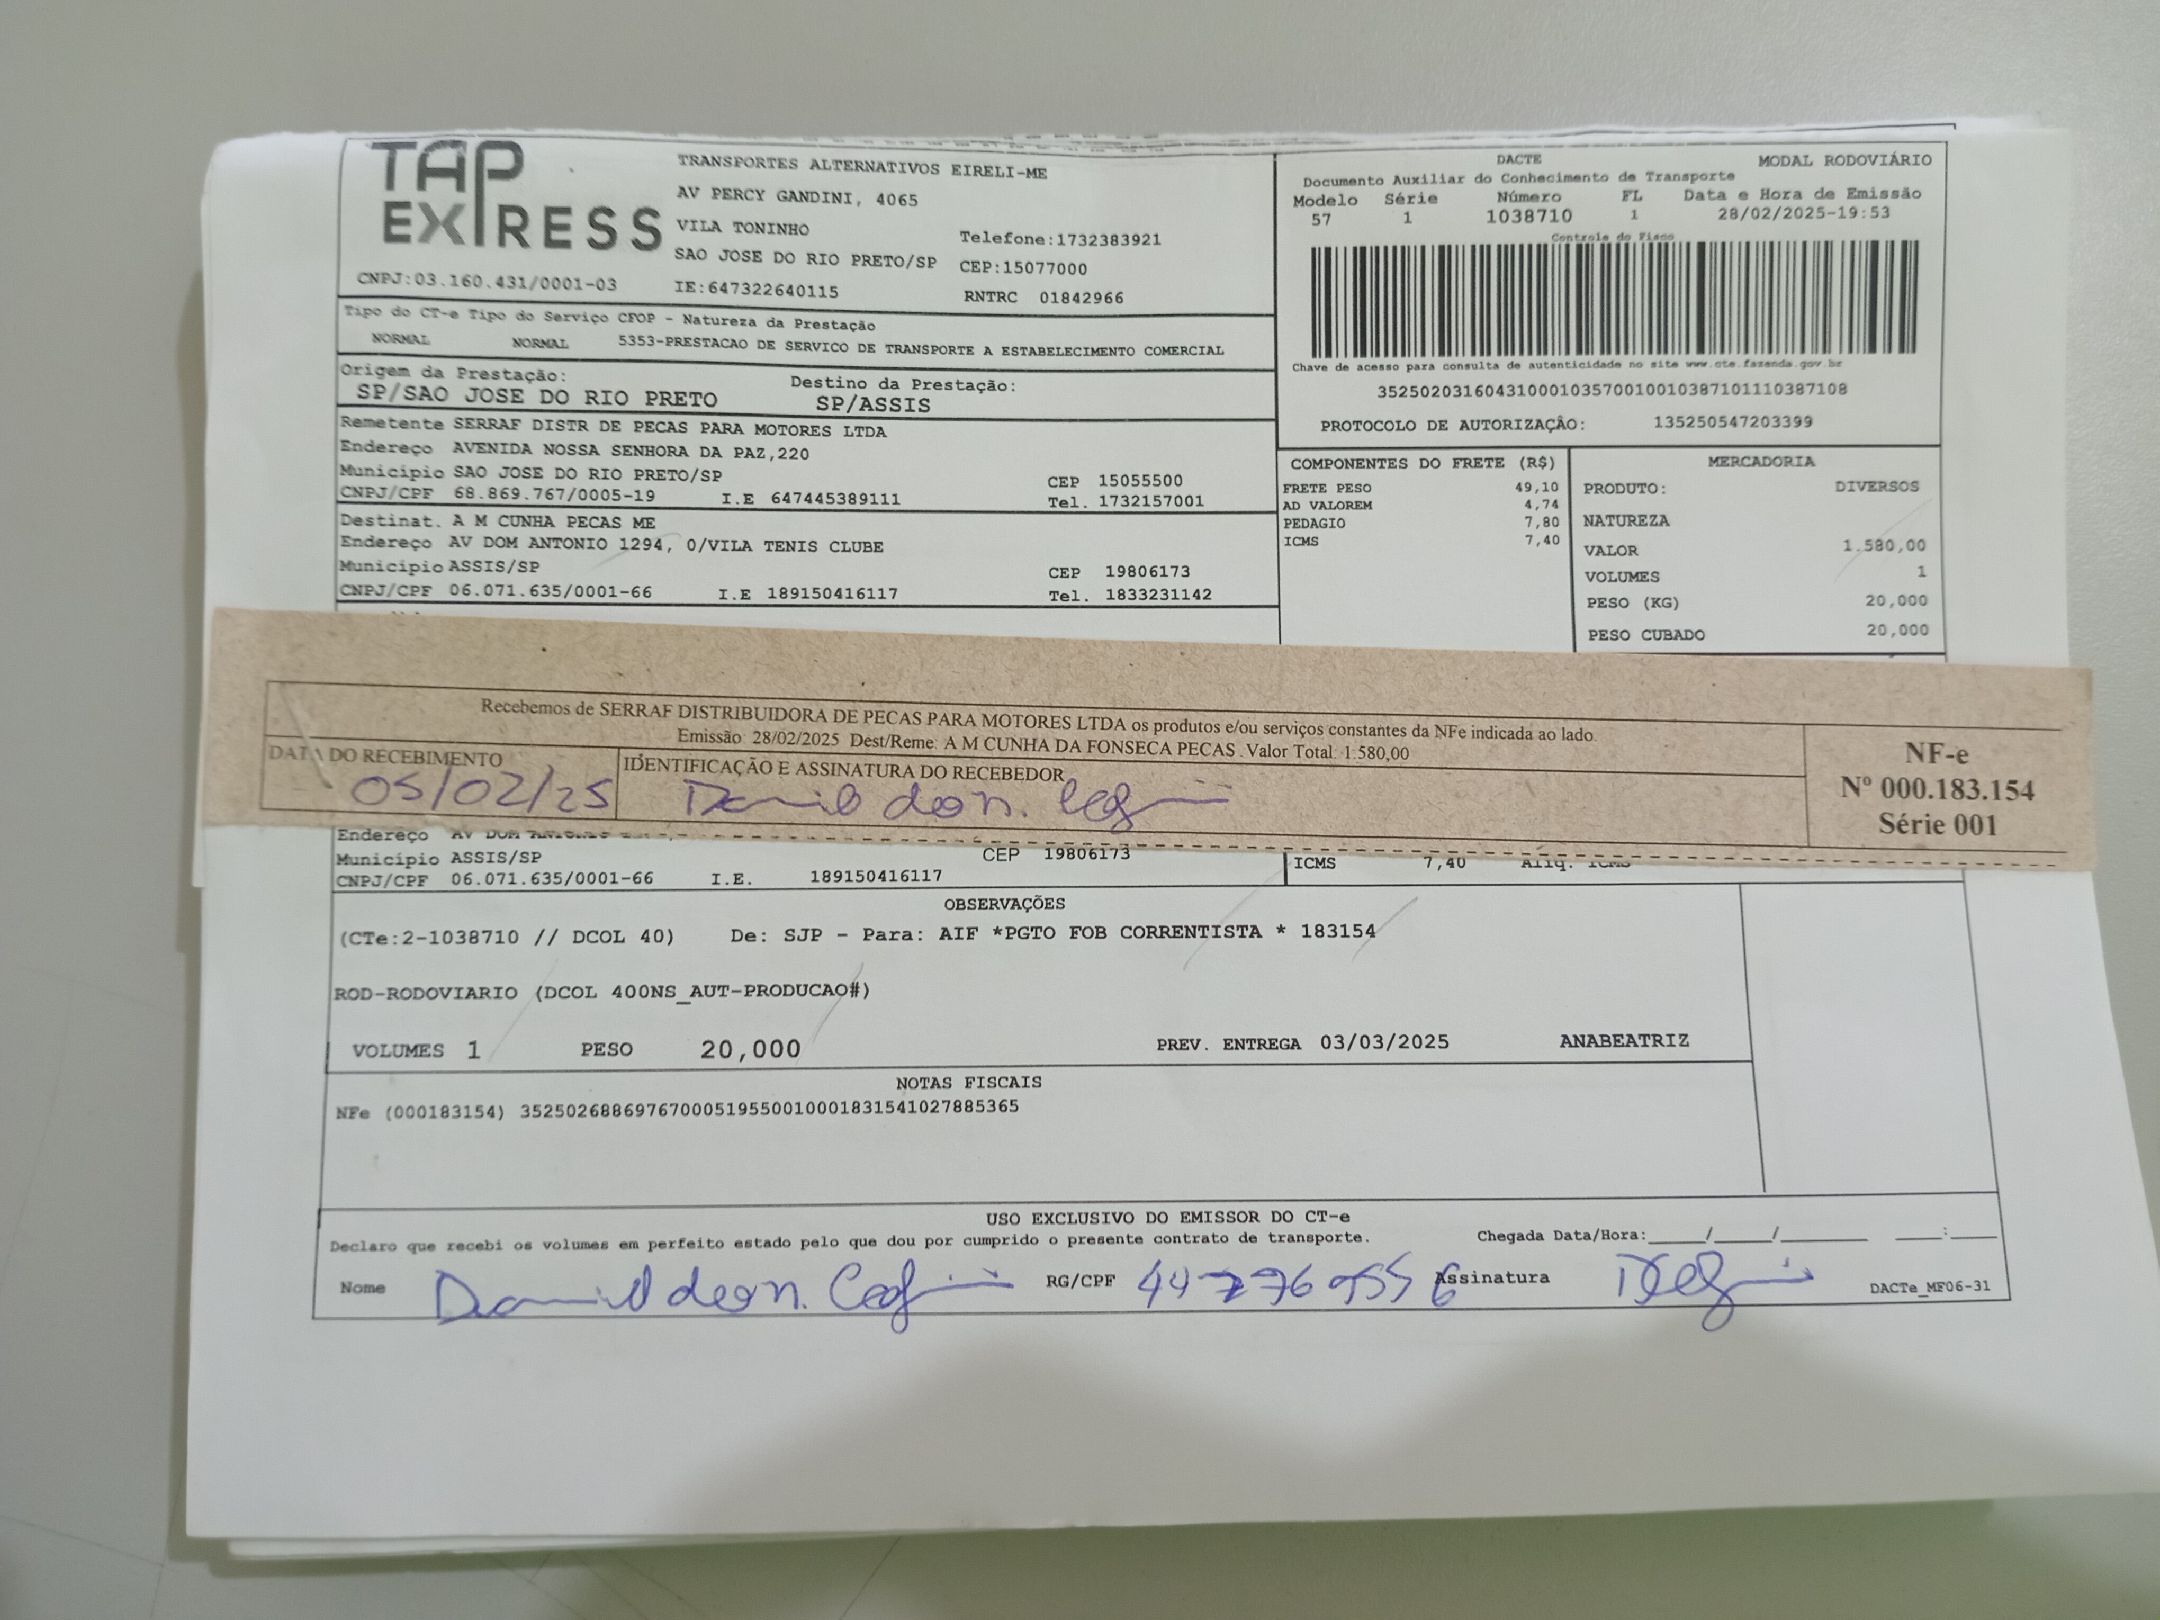 TAP EXPRESS
TRANSPORTES ALTERNATIVOS EIRELI-ME
AV PERCY GANDINI, 4065
VILA TONINHO
Telefone:1732383921
SAO JOSE DO RIO PRETO/SP CEP:15077000
CNPJ:03.160.431/0001-03 IE:647322640115 RNTRC 01842966
DACTE MODAL RODOVIÁRIO
Documento Auxiliar do Conhecimento de Transporte
Modelo Série Número FL Data e Hora de Emissão
57 1 1038710 1 28/02/2025-19:53
Controle do Fisco
Chave de acesso para consulta de autenticidade no site www.cte.fazenda.gov.br
35250203160431000103570010010387101110387108
PROTOCOLO DE AUTORIZAÇÂO: 135250547203399
Tipo do CT-e Tipo do Serviço CFOP - Natureza da Prestação
NORMAL NORMAL 5353-PRESTACAO DE SERVICO DE TRANSPORTE A ESTABELECIMENTO COMERCIAL
Origem da Prestação: Destino da Prestação:
SP/SAO JOSE DO RIO PRETO SP/ASSIS
Remetente SERRAF DISTR DE PECAS PARA MOTORES LTDA
Endereço AVENIDA NOSSA SENHORA DA PAZ,220
Município SAO JOSE DO RIO PRETO/SP CEP 15055500
CNPJ/CPF 68.869.767/0005-19 I.E 647445389111 Tel. 1732157001
Destinat. A M CUNHA PECAS ME
Endereço AV DOM ANTONIO 1294, 0/VILA TENIS CLUBE
Município ASSIS/SP CEP 19806173
CNPJ/CPF 06.071.635/0001-66 I.E 189150416117 Tel. 1833231142
COMPONENTES DO FRETE (R$)
FRETE PESO 49,10
AD VALOREM 4,74
PEDAGIO 7,80
ICMS 7,40
MERCADORIA
PRODUTO: DIVERSOS
NATUREZA
VALOR 1.580,00
VOLUMES 1
PESO (KG) 20,000
PESO CUBADO 20,000
Recebemos de SERRAF DISTRIBUIDORA DE PECAS PARA MOTORES LTDA os produtos e/ou serviços constantes da NFe indicada ao lado.
Emissão: 28/02/2025 Dest/Reme: A M CUNHA DA FONSECA PECAS. Valor Total: 1.580,00
DATA DO RECEBIMENTO IDENTIFICAÇÃO E ASSINATURA DO RECEBEDOR
05/02/25
NF-e
Nº 000.183.154
Série 001
Endereço AV DOM
Município ASSIS/SP CEP 19806173
CNPJ/CPF 06.071.635/0001-66 I.E. 189150416117
ICMS 7,40 Aliq. ICMS
OBSERVAÇÕES
(CTe:2-1038710 // DCOL 40) De: SJP - Para: AIF *PGTO FOB CORRENTISTA * 183154
ROD-RODOVIARIO (DCOL 400NS_AUT-PRODUCAO#)
VOLUMES 1 PESO 20,000 PREV. ENTREGA 03/03/2025 ANABEATRIZ
NOTAS FISCAIS
NFe (000183154) 35250268869767000519550010001831541027885365
USO EXCLUSIVO DO EMISSOR DO CT-e
Declaro que recebi os volumes em perfeito estado pelo que dou por cumprido o presente contrato de transporte. Chegada Data/Hora:____/____/______ ___:___
Nome RG/CPF Assinatura DACTe_MF06-31